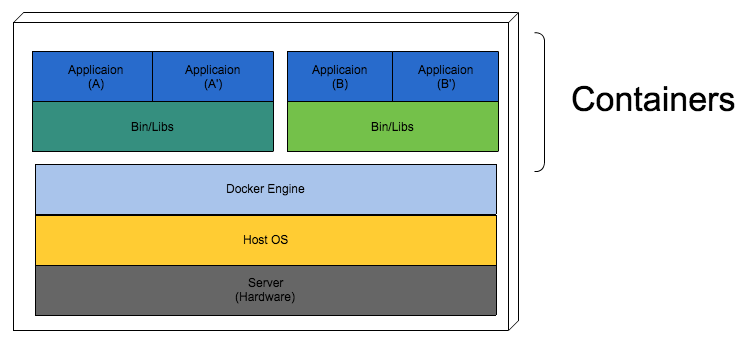 Applicaion
(A)
Applicaion
(A')
Applicaion
(B)
Applicaion
(B')
Containers
Bin/Libs
Bin/Libs
Docker Engine
Host OS
Server
(Hardware)